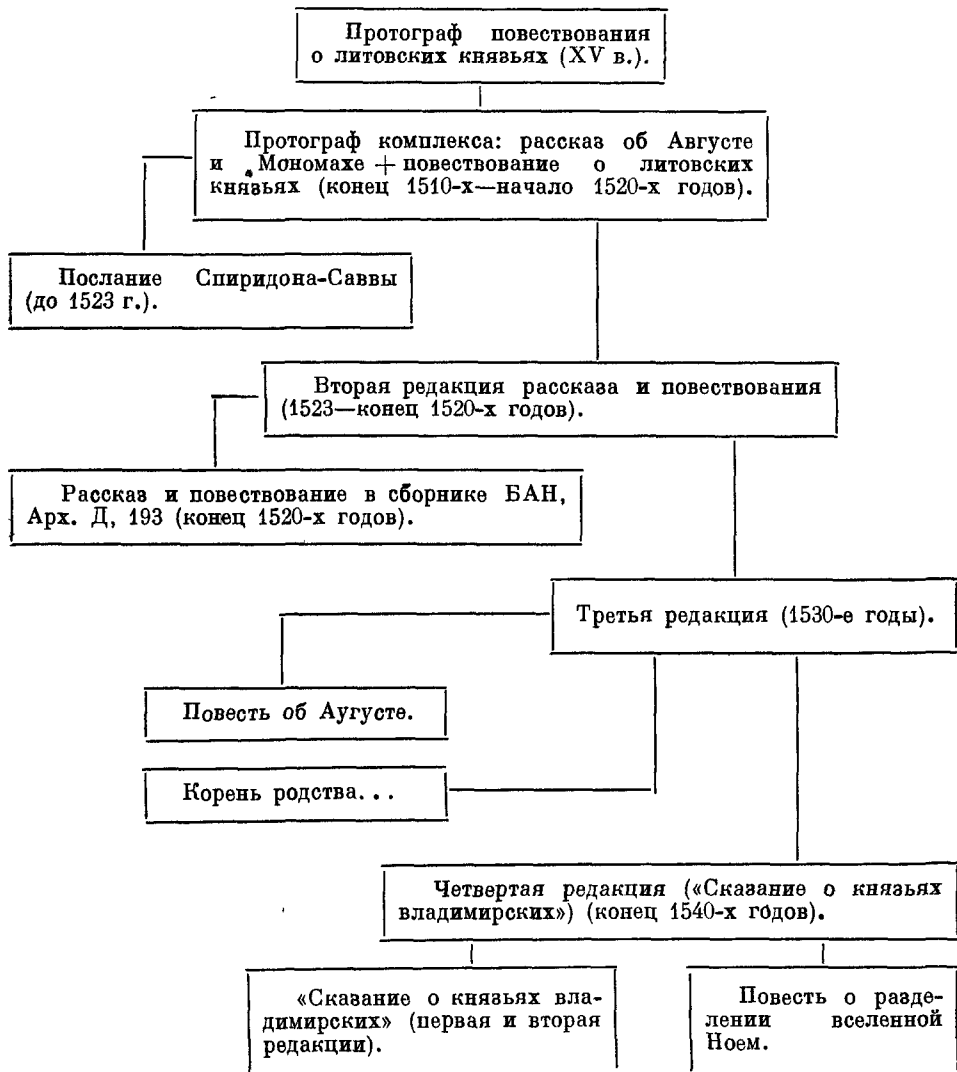 Протограф повествования
о литовских князьях (XV в.).
Протограф комплекса: рассказ об Августе
и Мономахе + повествование о литовских
князьях (конец 1510-х—начало 1520-х годов).
Послание Спиридона-Саввы
(до 1523 г.).
Вторая редакция рассказа и повествования
(1523—конец 1520-х годов).
Рассказ и повествование в сборнике БАН,
Арх. Д, 193 (конец 1520-х годов).
Третья редакция (1530-е годы).
Повесть об Аугусте.
Корень родства...
Четвертая редакция («Сказание о князьях
владимирских») (конец 1540-х годов).
«Сказание о князьях вла-
димирских» (первая и вторая
редакции).
Повесть о разде-
лении вселенной
Ноем.